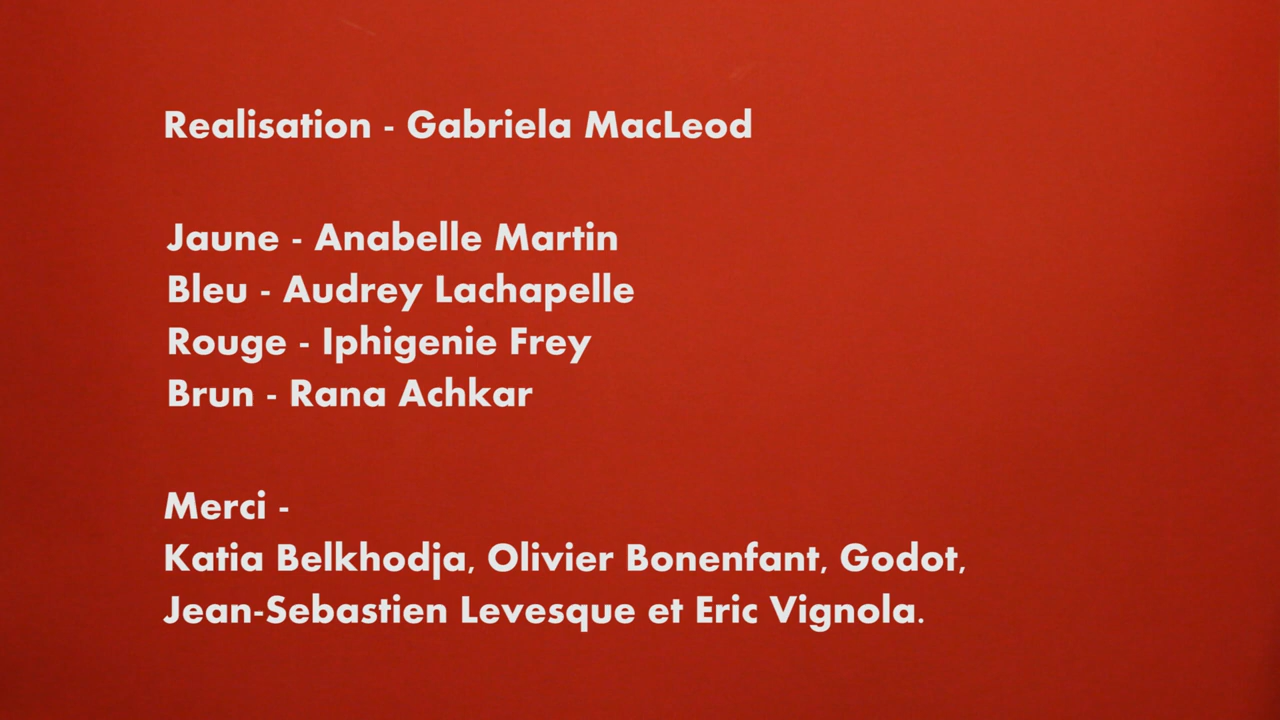 Realisation - Gabriela MacLeod
Jaune - Anabelle Martin
Bleu - Audrey Lachapelle
Rouge - Iphigenie Frey
Brun - Rana Achkar
Merci -
Katia Belkhodja, Olivier Bonenfant, Godot,
Jean-Sebastien Levesque et Eric Vignola.